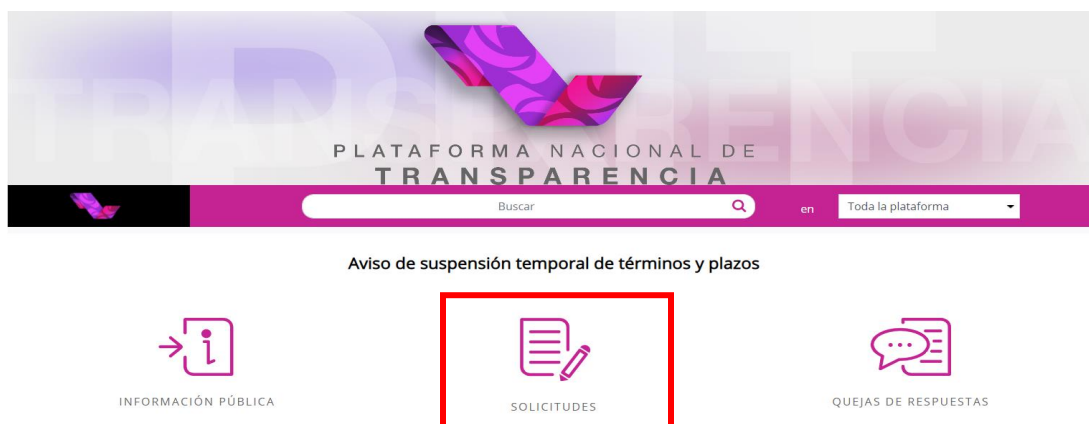 PLATAFORMA NACIONAL DE
TRANSPARENCIA
Buscar en Toda la plataforma
Aviso de suspensión temporal de términos y plazos
INFORMACIÓN PÚBLICA SOLICITUDES QUEJAS DE RESPUESTAS